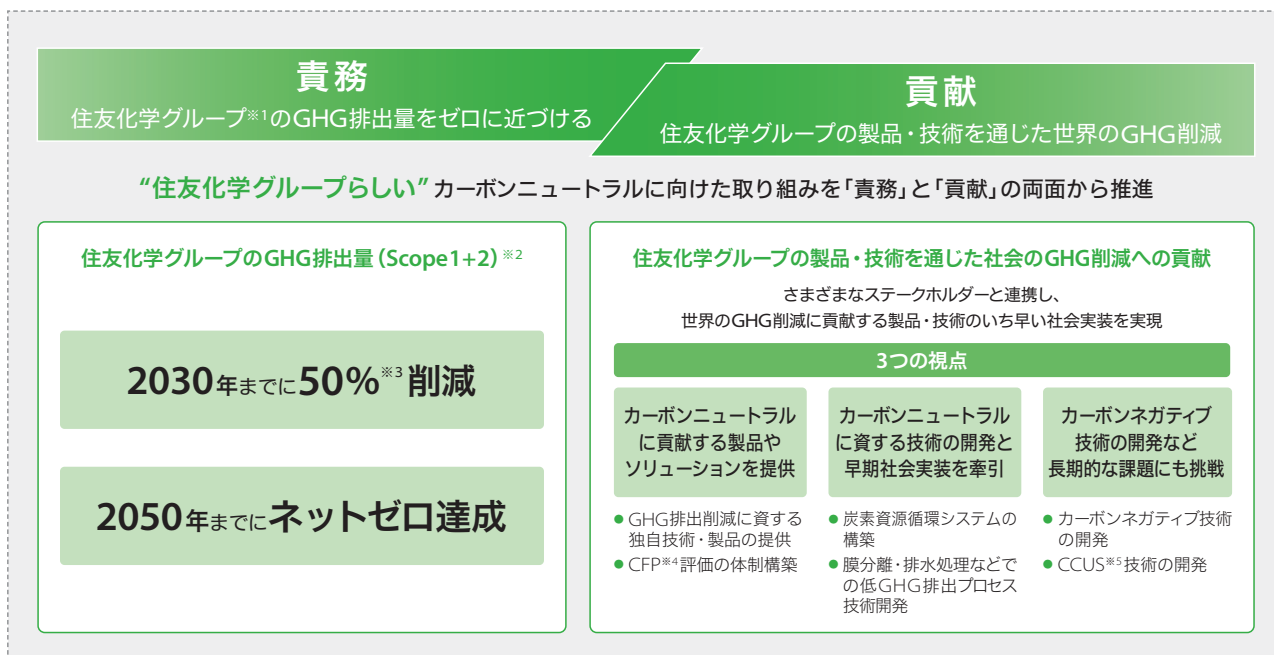 責務
住友化学グループ※1のGHG排出量をゼロに近づける
貢献
住友化学グループの製品・技術を通じた世界のGHG削減
“住友化学グループらしい”カーボンニュートラルに向けた取り組みを「責務」と「貢献」の両面から推進
住友化学グループのGHG排出量（Scope1+2）※2
2030年までに50%※3削減
2050年までにネットゼロ達成
住友化学グループの製品・技術を通じた社会のGHG削減への貢献
さまざまなステークホルダーと連携し、
世界のGHG削減に貢献する製品・技術のいち早い社会実装を実現
3つの視点
カーボンニュートラル
に貢献する製品や
ソリューションを提供
● GHG排出削減に資する
独自技術・製品の提供
● CFP※4評価の体制構築
カーボンニュートラル
に資する技術の開発と
早期社会実装を牽引
● 炭素資源循環システムの
構築
● 膜分離・排水処理などで
の低GHG排出プロセス
技術開発
カーボンネガティブ
技術の開発など
長期的な課題にも挑戦
● カーボンネガティブ技術
の開発
● CCUS※5技術の開発